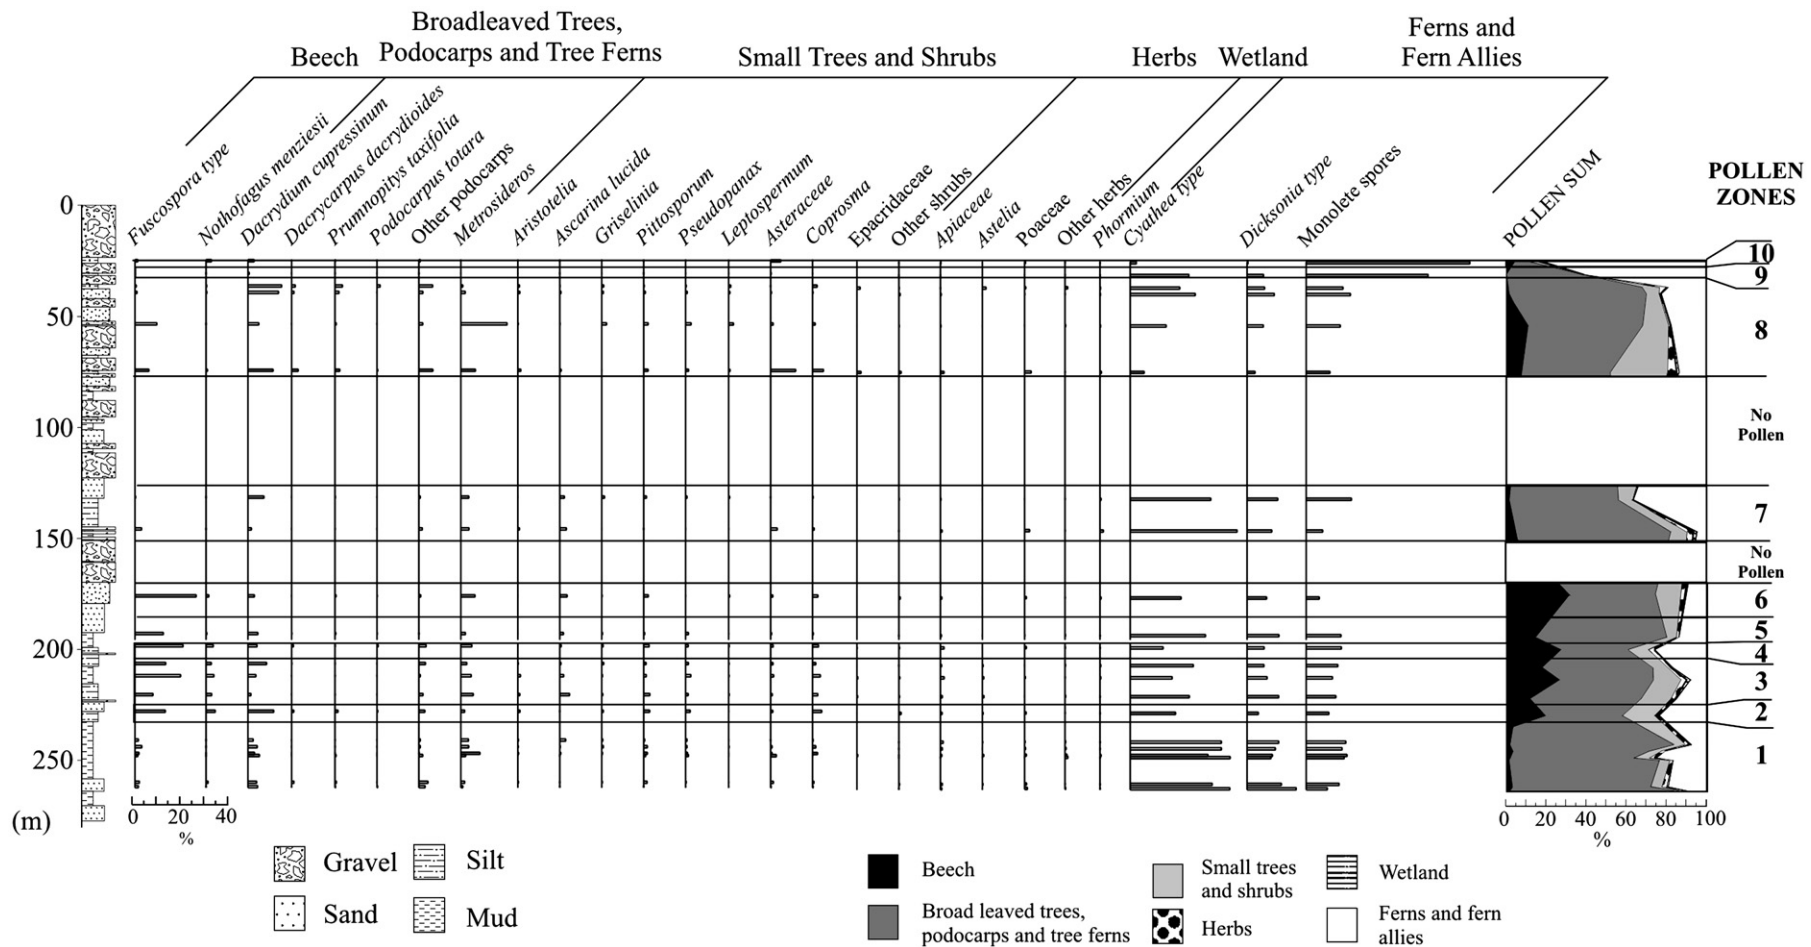 Broadleaved Trees,
Podocarps and Tree Ferns
Beech
Small Trees and Shrubs
Herbs
Wetland
Ferns and
Fern Allies
Fuscospora type
Nothofagus menziesii
Dacrydium cupressinum
Dacrycarpus dacrydioides
Prumnopitys taxifolia
Podocarpus totara
Other podocarps
Metrosideros
Aristotelia
Ascarina lucida
Griselinia
Pittosporum
Pseudopanax
Leptospermum
Asteraceae
Coprosma
Epacridaceae
Other shrubs
Apiaceae
Astelia
Poaceae
Other herbs
Phormium
Cyathea type
Dicksonia type
Monolete spores
POLLEN SUM
POLLEN
ZONES
0
50
100
150
200
250
(m)
10
9
8
No
Pollen
7
No
Pollen
6
5
4
3
2
1
0 20 40
%
0 20 40 60 80 100
%
Gravel
Silt
Sand
Mud
Beech
Broad leaved trees,
podocarps and tree ferns
Small trees
and shrubs
Herbs
Wetland
Ferns and fern
allies